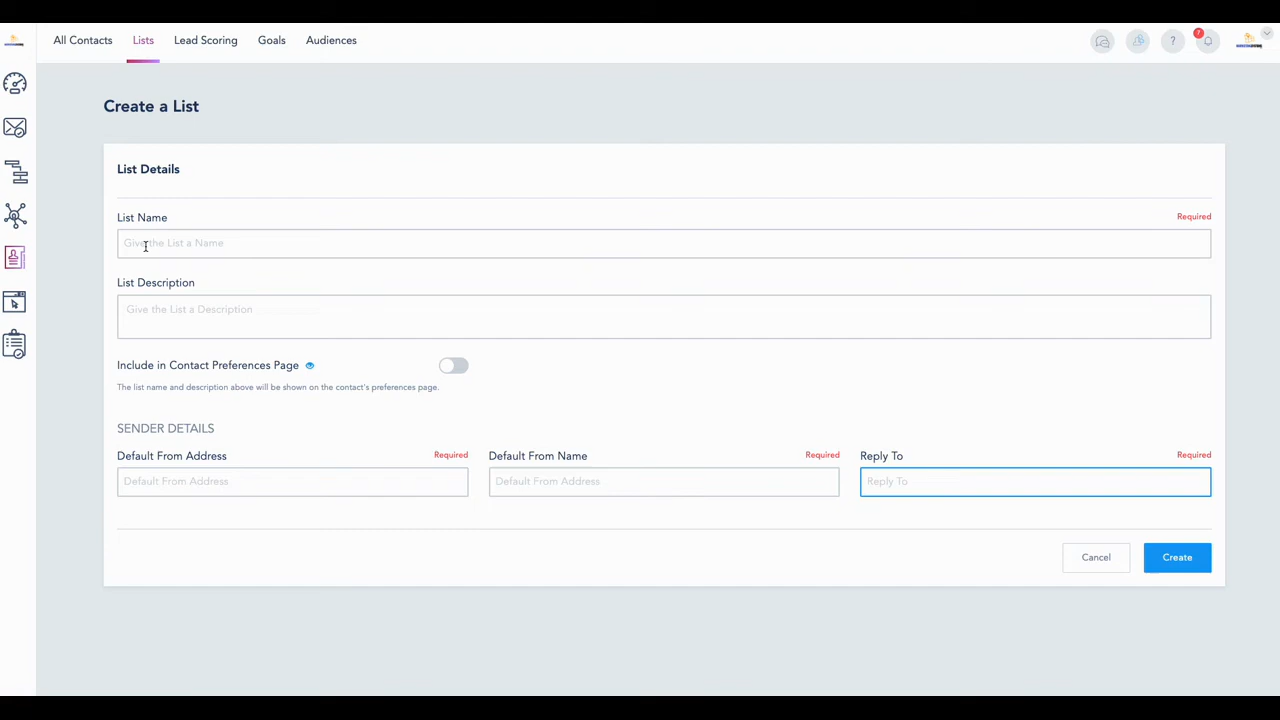 All Contacts
Lists
Lead Scoring
Goals
Audiences
?
7
Create a List
List Details
List Name
Required
Give the List a Name
List Description
Give the List a Description
Include in Contact Preferences Page
The list name and description above will be shown on the contact's preferences page.
SENDER DETAILS
Default From Address
Required
Default From Name
Required
Reply To
Required
Default From Address
Default From Address
Reply To
Cancel
Create